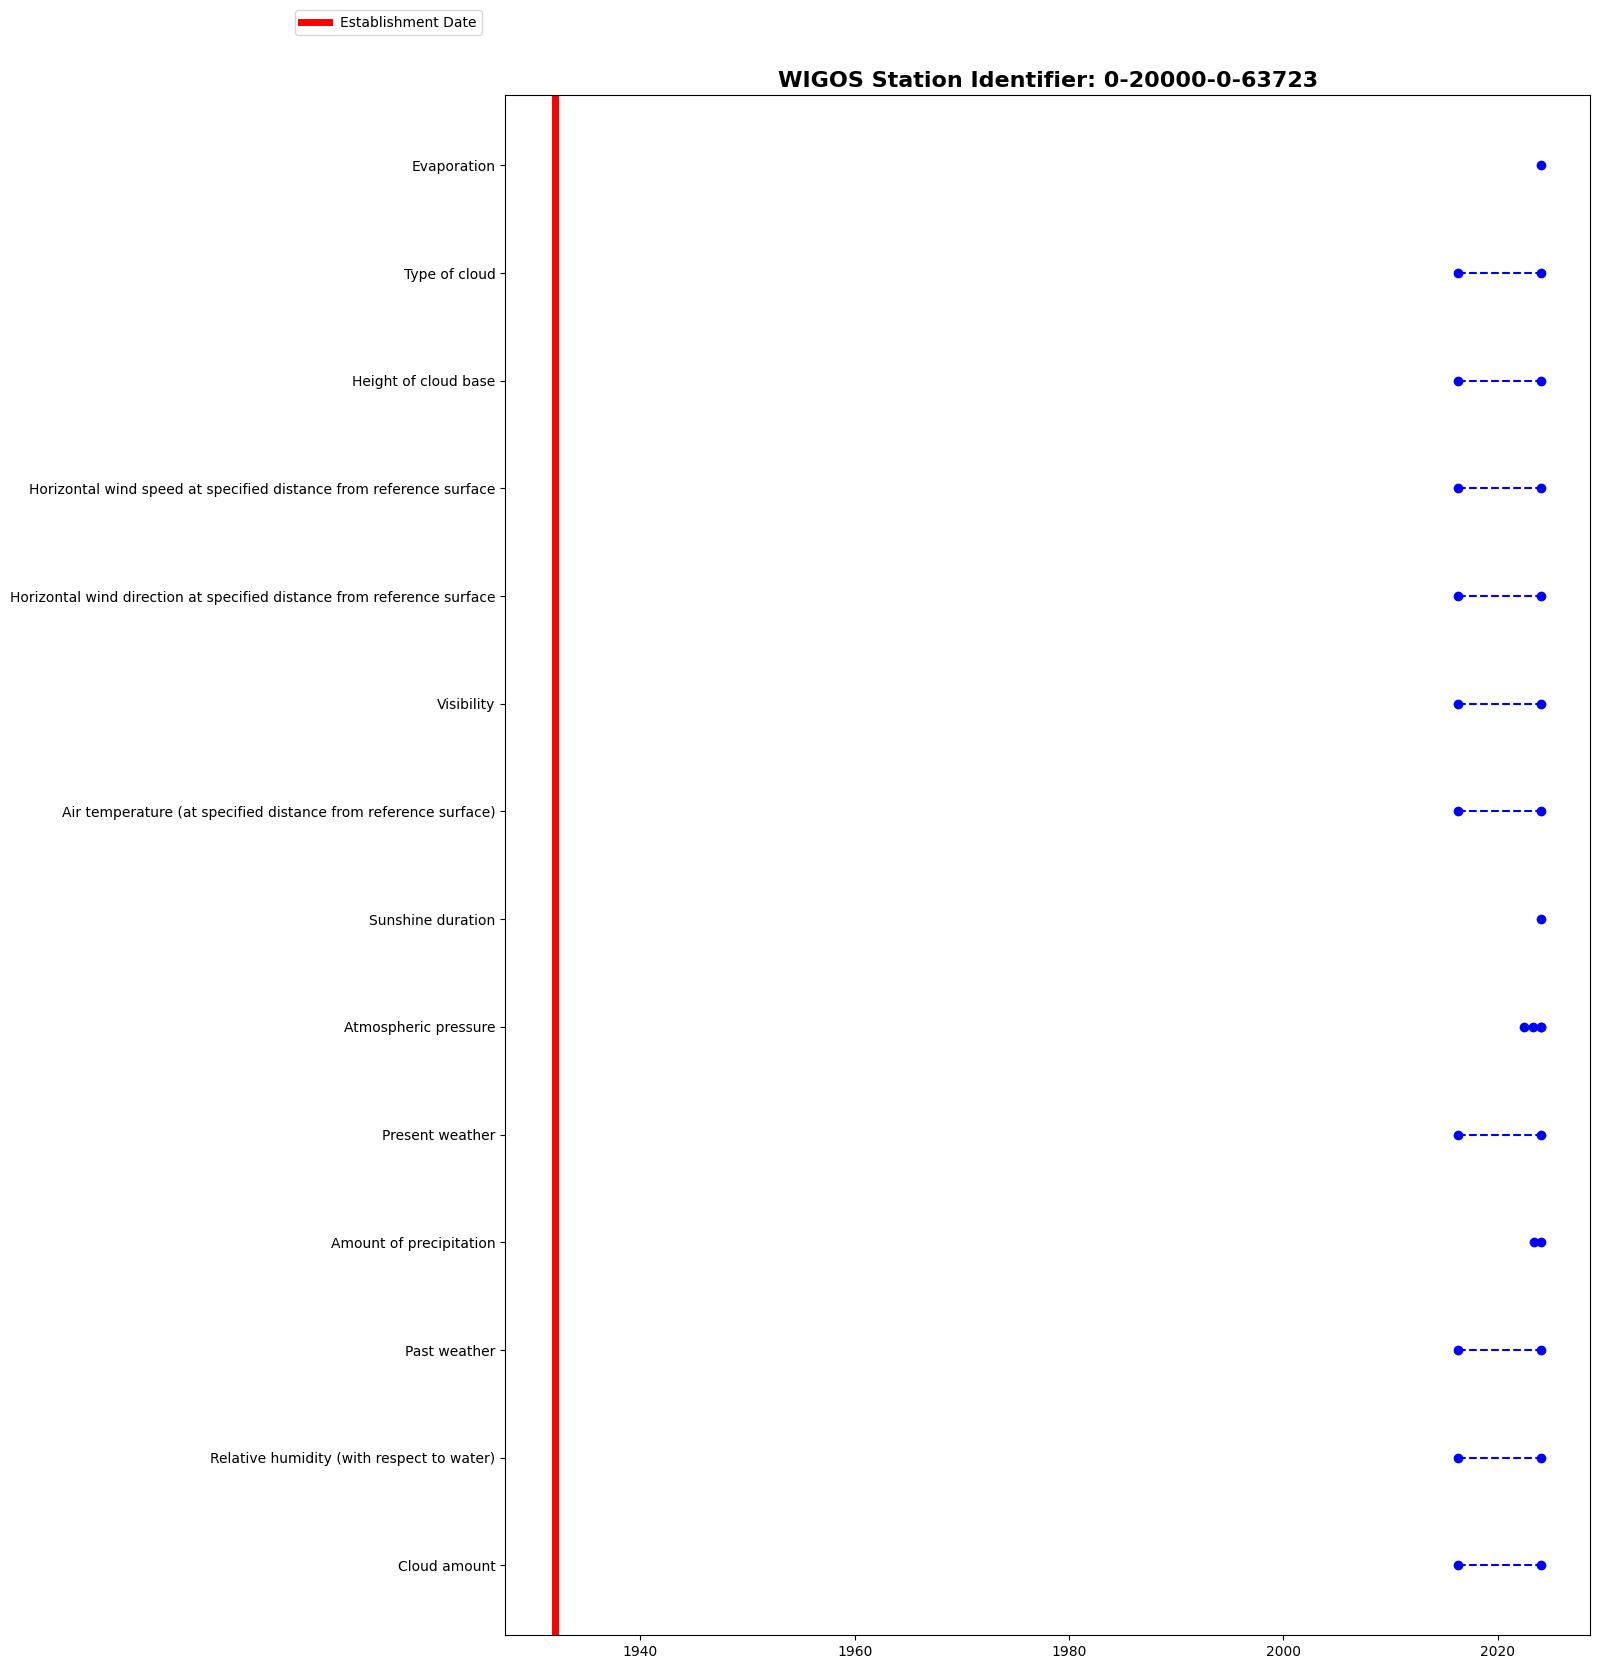 Establishment Date
WIGOS Station Identifier: 0-20000-0-63723
Evaporation
Type of cloud
Height of cloud base
Horizontal wind speed at specified distance from reference surface
Horizontal wind direction at specified distance from reference surface
Visibility
Air temperature (at specified distance from reference surface)
Sunshine duration
Atmospheric pressure
Present weather
Amount of precipitation
Past weather
Relative humidity (with respect to water)
Cloud amount
1940 1960 1980 2000 2020